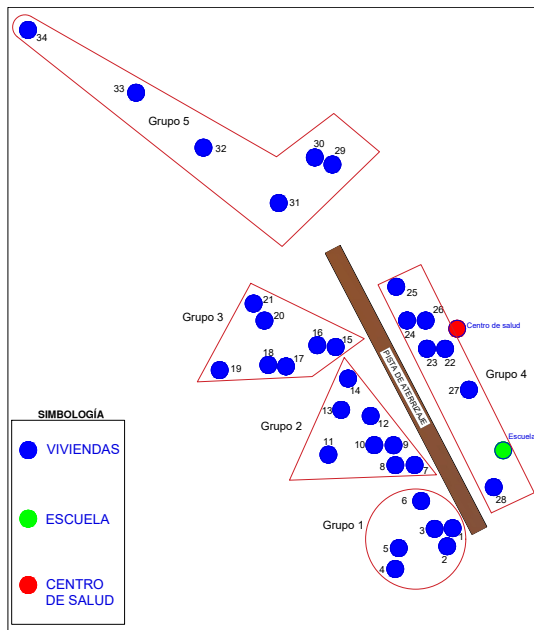 34
33
Grupo 5
32
30
29
31
25
21
20
Grupo 3
26
Centro de salud
24
16
15
23
22
18
17
19
PISTA DE ATERRIZAJE
Grupo 4
14
27
13
12
SIMBOLOGÍA
Grupo 2
VIVIENDAS
11
10
9
Escuela
8
7
28
6
ESCUELA
Grupo 1
3
1
5
2
4
CENTRO
DE SALUD